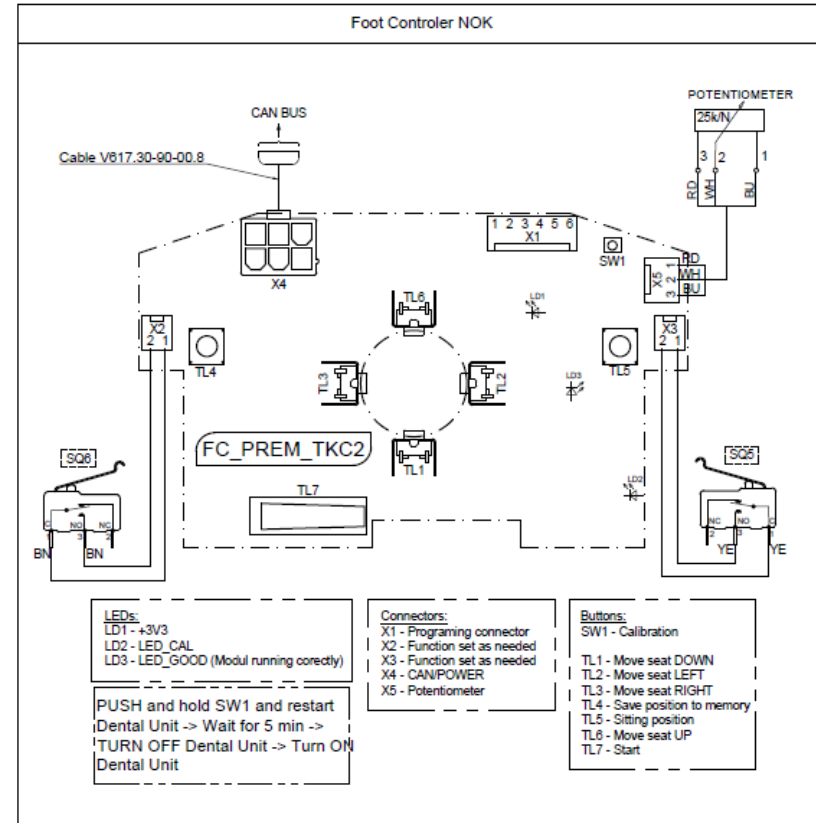 Foot Controler NOK
POTENTIOMETER
25k/N
CAN BUS
Cable V617.30-90-00.8
3 2 1
RD WH BU
1 2 3 4 5 6
X1
SW1
X4
X5
1 2 3
RD
WH
BU
TL6
LD1
X2
2 1
TL4
TL3
TL2
X3
2 1
TL5
LD3
FC_PREM_TKC2
TL1
SQ6
SQ5
LD2
TL7
C NO NC
1 3 2
BN BN
NC NO C
2 3 1
YE YE
LEDs:
LD1 - +3V3
LD2 - LED_CAL
LD3 - LED_GOOD (Modul running corectly)
PUSH and hold SW1 and restart
Dental Unit -> Wait for 5 min ->
TURN OFF Dental Unit -> Turn ON
Dental Unit
Connectors:
X1 - Programing connector
X2 - Function set as needed
X3 - Function set as needed
X4 - CAN/POWER
X5 - Potentiometer
Buttons:
SW1 - Calibration
TL1 - Move seat DOWN
TL2 - Move seat LEFT
TL3 - Move seat RIGHT
TL4 - Save position to memory
TL5 - Sitting position
TL6 - Move seat UP
TL7 - Start